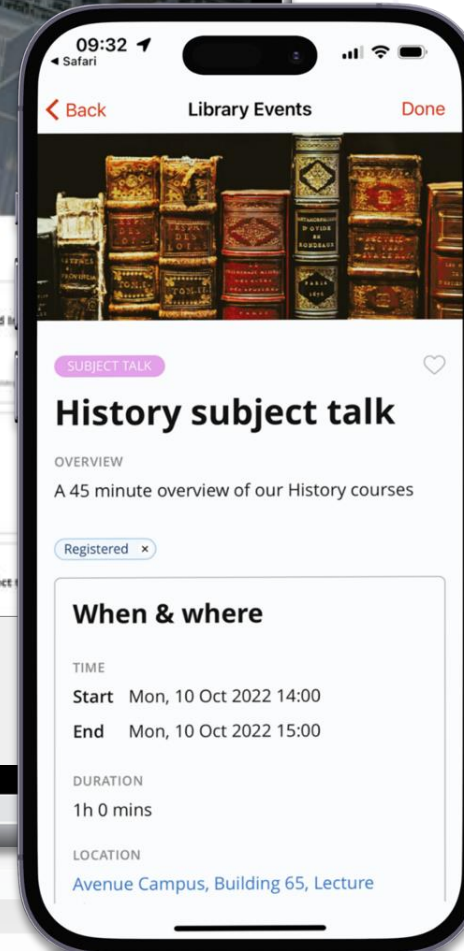 09:32
◀ Safari
Back Library Events Done
SUBJECT TALK
History subject talk
OVERVIEW
A 45 minute overview of our History courses
Registered ×
When & where
TIME
Start Mon, 10 Oct 2022 14:00
End Mon, 10 Oct 2022 15:00
DURATION
1h 0 mins
LOCATION
Avenue Campus, Building 65, Lecture